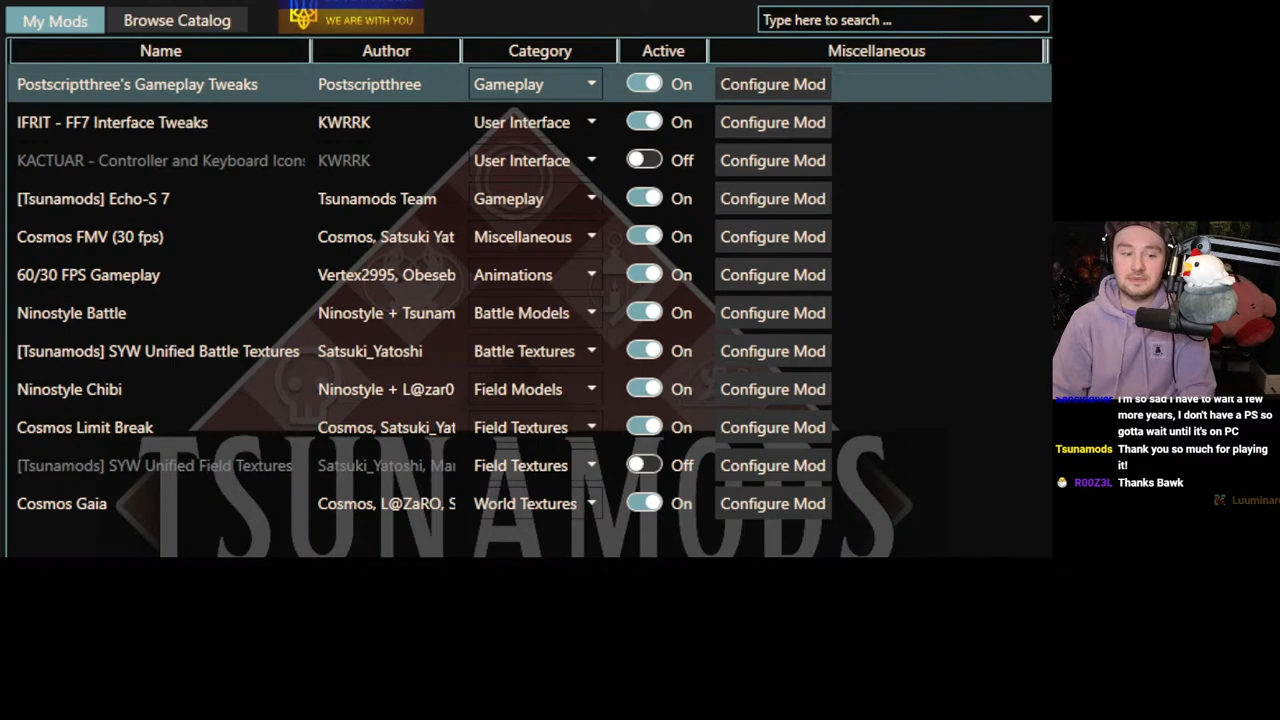 My Mods Browse Catalog WE ARE WITH YOU Type here to search ...
Name Author Category Active Miscellaneous
Postscriptthree's Gameplay Tweaks Postscriptthree Gameplay On Configure Mod
IFRIT - FF7 Interface Tweaks KWRRK User Interface On Configure Mod
KACTUAR - Controller and Keyboard Icons KWRRK User Interface Off Configure Mod
[Tsunamods] Echo-S 7 Tsunamods Team Gameplay On Configure Mod
Cosmos FMV (30 fps) Cosmos, Satsuki Yat Miscellaneous On Configure Mod
60/30 FPS Gameplay Vertex2995, Obeseb Animations On Configure Mod
Ninostyle Battle Ninostyle + Tsunam Battle Models On Configure Mod
[Tsunamods] SYW Unified Battle Textures Satsuki_Yatoshi Battle Textures On Configure Mod
Ninostyle Chibi Ninostyle + L@zar0 Field Models On Configure Mod
Cosmos Limit Break Cosmos, Satsuki_Yat Field Textures On Configure Mod
[Tsunamods] SYW Unified Field Textures Satsuki_Yatoshi, Mar Field Textures Off Configure Mod
Cosmos Gaia Cosmos, L@ZaRO, S World Textures On Configure Mod
TSUNAMODS
I'm so sad I have to wait a few
more years, I don't have a PS so
gotta wait until it's on PC
Tsunamods Thank you so much for playing
it!
R00Z3L Thanks Bawk
Luuminar